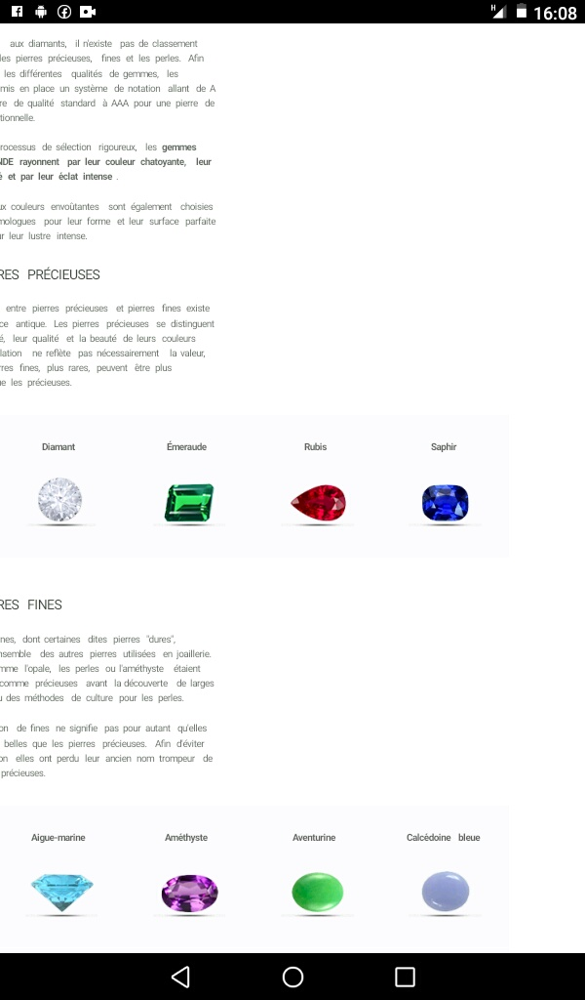 16:08
aux diamants, il n'existe pas de classement
les pierres précieuses, fines et les perles. Afin
les différentes qualités de gemmes, les
mis en place un système de notation allant de A
re de qualité standard à AAA pour une pierre de
tionnelle.
rocessus de sélection rigoureux, les gemmes
NDE rayonnent par leur couleur chatoyante, leur
é et par leur éclat intense .
ux couleurs envoûtantes sont également choisies
mologues pour leur forme et leur surface parfaite
ur leur lustre intense.
RES PRÉCIEUSES
entre pierres précieuses et pierres fines existe
ce antique. Les pierres précieuses se distinguent
é, leur qualité et la beauté de leurs couleurs
lation ne reflète pas nécessairement la valeur,
rres fines, plus rares, peuvent être plus
ue les précieuses.
Diamant Émeraude Rubis Saphir
RES FINES
nes, dont certaines dites pierres "dures",
nsemble des autres pierres utilisées en joaillerie.
mme l'opale, les perles ou l'améthyste étaient
comme précieuses avant la découverte de larges
u des méthodes de culture pour les perles.
on de fines ne signifie pas pour autant qu'elles
belles que les pierres précieuses. Afin d'éviter
on elles ont perdu leur ancien nom trompeur de
précieuses.
Aigue-marine Améthyste Aventurine Calcédoine bleue